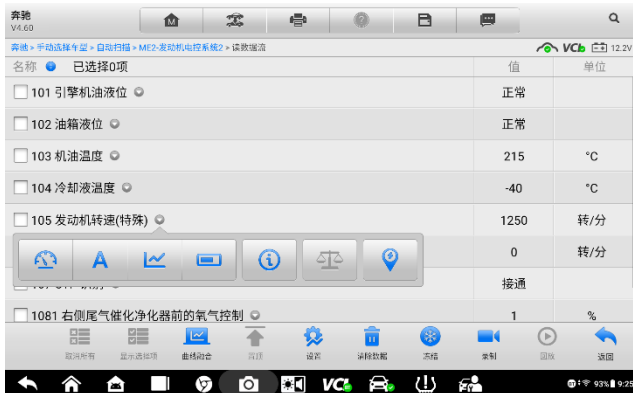 奔驰
V4.60
M
奔驰 > 手动选择车型 > 自动扫描 > ME2-发动机电控系统2 > 读数据流
VCI 12.2V
名称 已选择0项 值 单位
101 引擎机油液位 正常
102 油箱液位 正常
103 机油温度 215 °C
104 冷却液温度 -40 °C
105 发动机转速(特殊) 1250 转/分
A 0 转/分
接通
1081 右侧尾气催化净化器前的氧气控制 1 %
取消所有 显示选择项 曲线融合 置顶 设置 清除数据 冻结 录制 回放 返回
VCI 93% 9:25